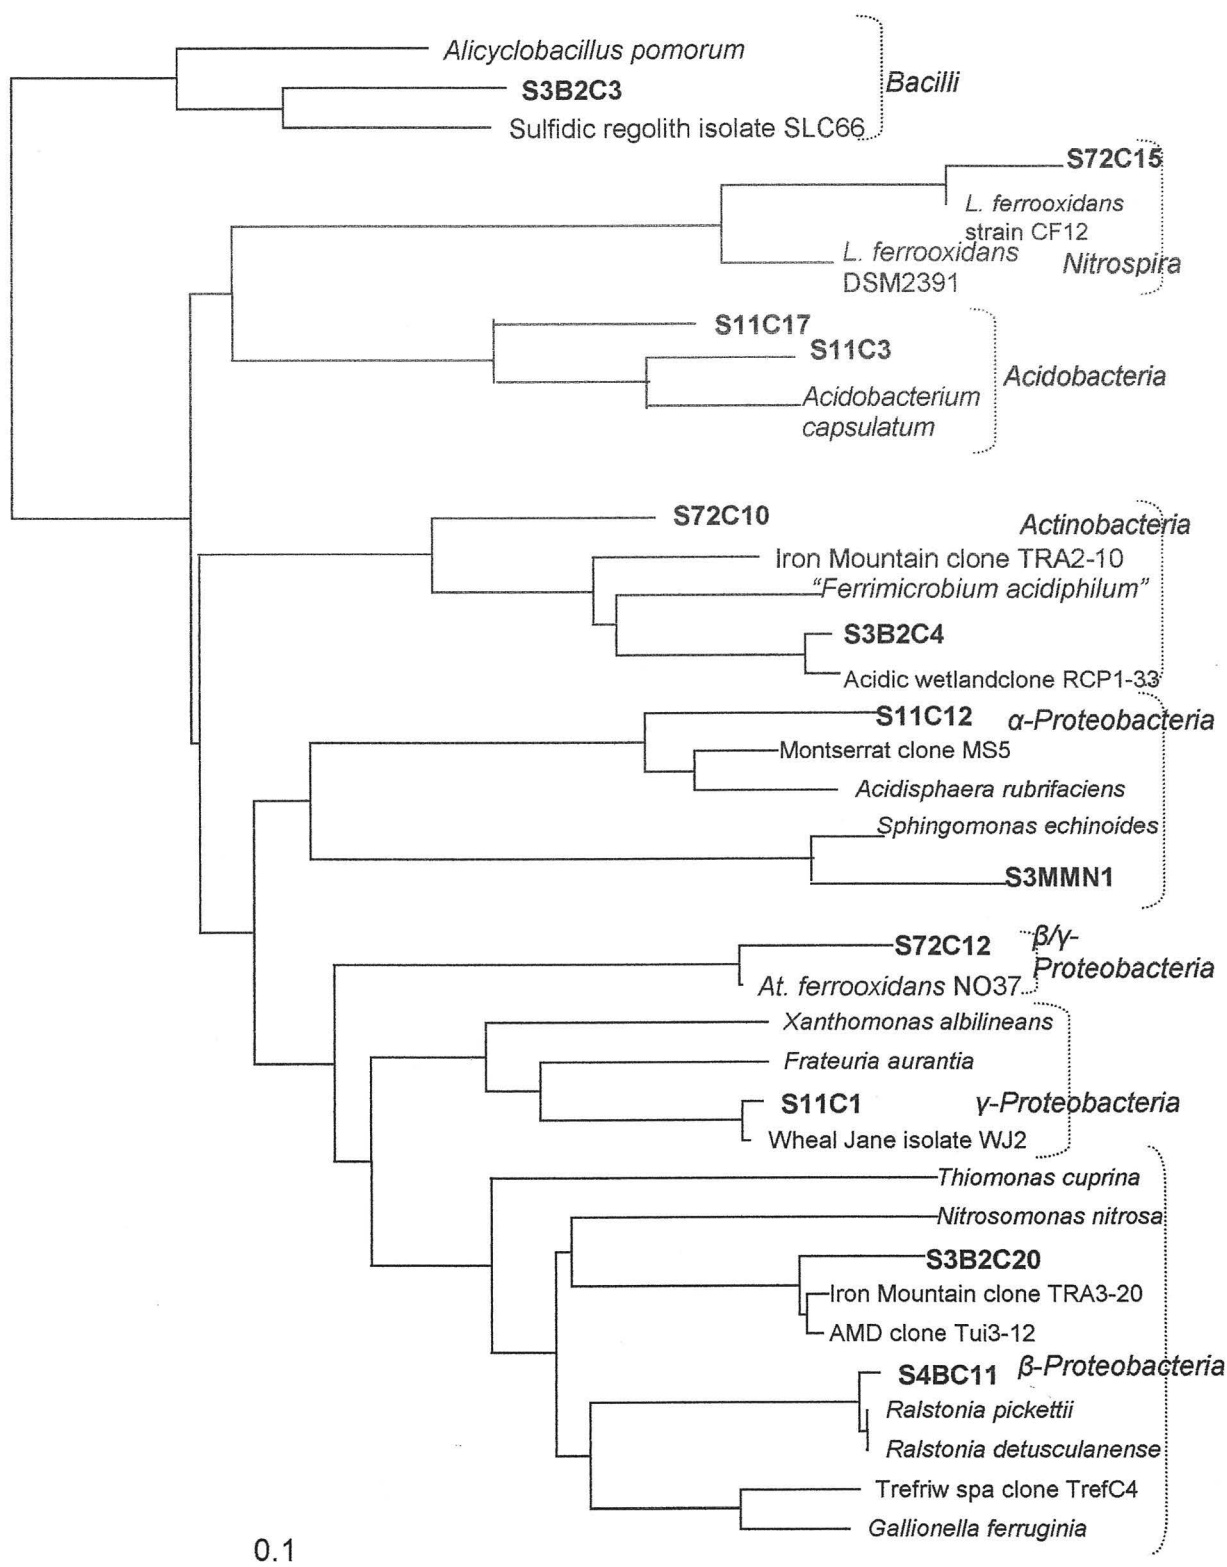 Alicyclobacillus pomorum
S3B2C3
Bacilli
Sulfidic regolith isolate SLC66
S72C15
L. ferrooxidans
strain CF12
L. ferrooxidans
DSM2391
Nitrospira
S11C17
S11C3
Acidobacteria
Acidobacterium
capsulatum
S72C10
Actinobacteria
Iron Mountain clone TRA2-10
“Ferrimicrobium acidiphilum”
S3B2C4
Acidic wetlandclone RCP1-33
S11C12
α-Proteobacteria
Montserrat clone MS5
Acidisphaera rubrifaciens
Sphingomonas echinoides
S3MMN1
S72C12
β/γ-
Proteobacteria
At. ferrooxidans NO37
Xanthomonas albilineans
Frateuria aurantia
S11C1
γ-Proteobacteria
Wheal Jane isolate WJ2
Thiomonas cuprina
Nitrosomonas nitrosa
S3B2C20
Iron Mountain clone TRA3-20
AMD clone Tui3-12
S4BC11
β-Proteobacteria
Ralstonia pickettii
Ralstonia detusculanense
Trefriw spa clone TrefC4
Gallionella ferruginia
0.1